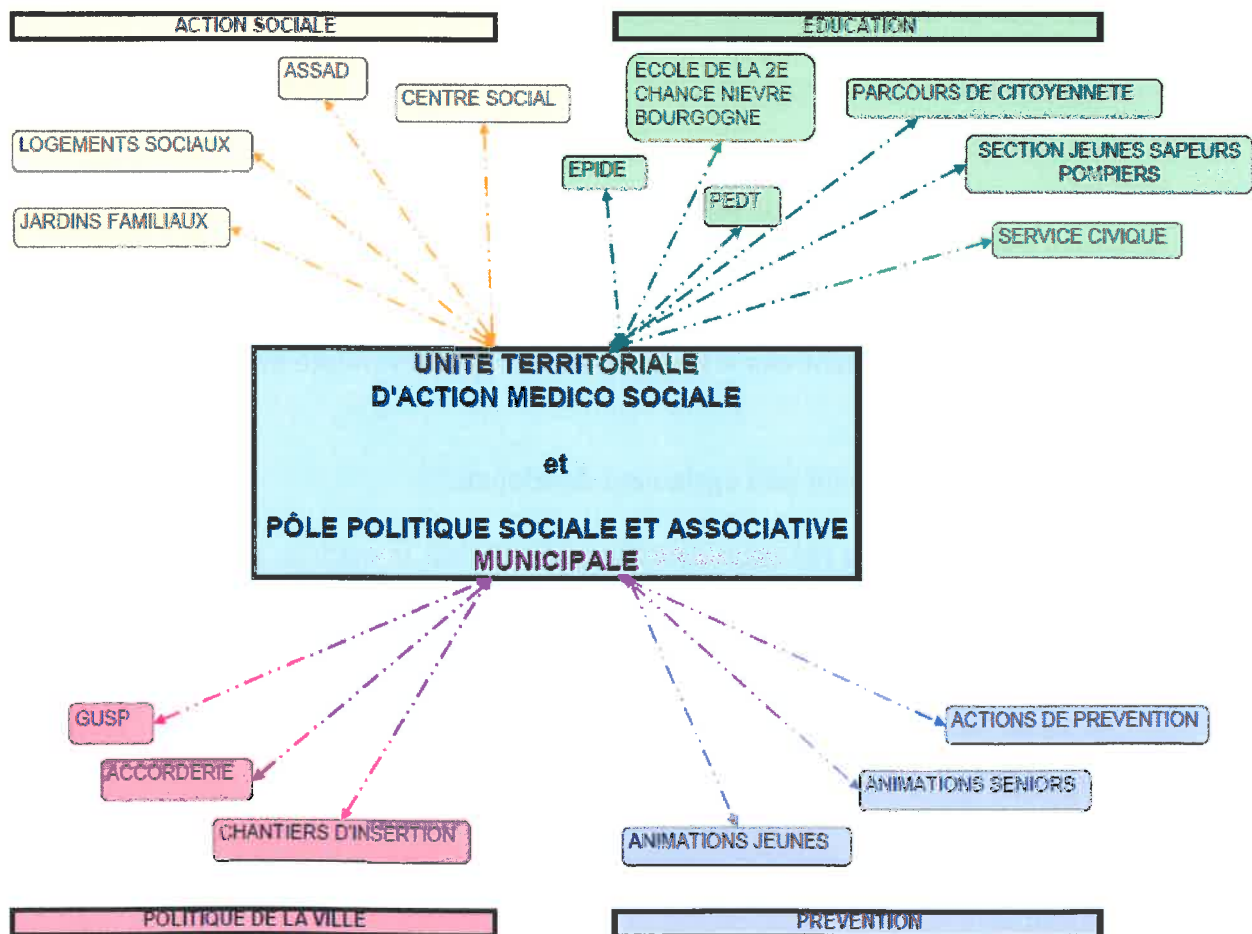 ACTION SOCIALE
EDUCATION
ASSAD
CENTRE SOCIAL
LOGEMENTS SOCIAUX
JARDINS FAMILIAUX
ECOLE DE LA 2E
CHANCE NIEVRE
BOURGOGNE
PARCOURS DE CITOYENNETE
EPIDE
PEDT
SECTION JEUNES SAPEURS
POMPIERS
SERVICE CIVIQUE
UNITE TERRITORIALE
D'ACTION MEDICO SOCIALE
et
PÔLE POLITIQUE SOCIALE ET ASSOCIATIVE
MUNICIPALE
GUSP
ACCORDERIE
CHANTIERS D'INSERTION
ACTIONS DE PREVENTION
ANIMATIONS SENIORS
ANIMATIONS JEUNES
POLITIQUE DE LA VILLE
PREVENTION